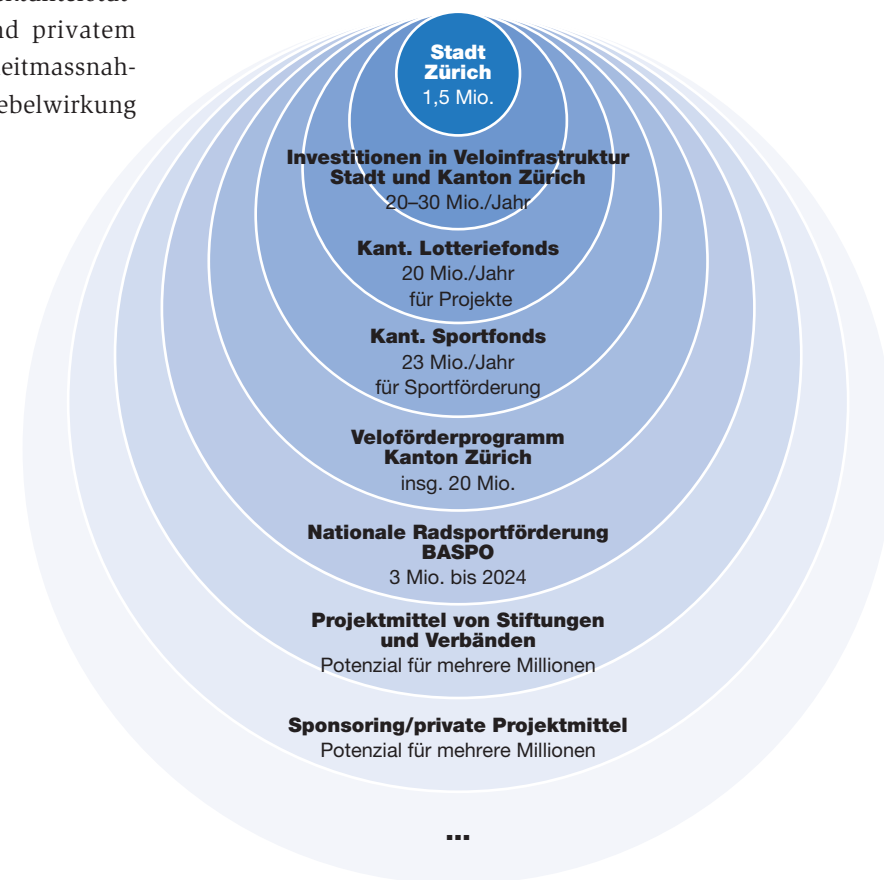 nd privatem
eitmassnah-
ebelwirkung
Stadt
Zürich
1,5 Mio.
Investitionen in Veloinfrastruktur
Stadt und Kanton Zürich
20–30 Mio./Jahr
Kant. Lotteriefonds
20 Mio./Jahr
für Projekte
Kant. Sportfonds
23 Mio./Jahr
für Sportförderung
Veloförderprogramm
Kanton Zürich
insg. 20 Mio.
Nationale Radsportförderung
BASPO
3 Mio. bis 2024
Projektmittel von Stiftungen
und Verbänden
Potenzial für mehrere Millionen
Sponsoring/private Projektmittel
Potenzial für mehrere Millionen
...